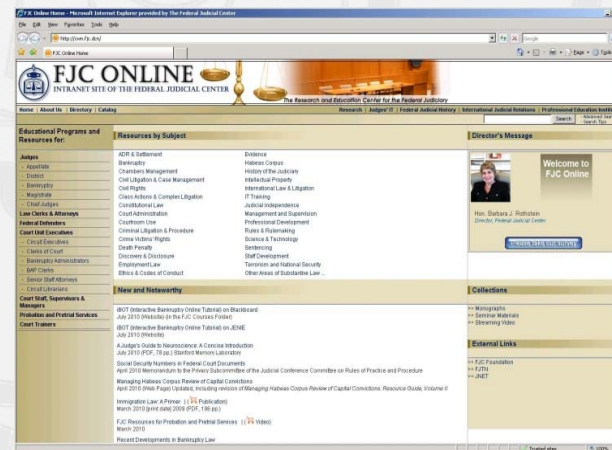 FJC Online Home - Microsoft Internet Explorer provided by The Federal Judicial Center
File Edit View Favorites Tools Help
http://cwn.fjc.dcn/
Google
FJC Online Home
Page
FJC ONLINE
INTRANET SITE OF THE FEDERAL JUDICIAL CENTER
The Research and Education Center for the Federal Judiciary
Home | About Us | Directory | Catalog
Research | Judges' IT | Federal Judicial History | International Judicial Relations | Professional Education Institute
Search
Advanced
Search Tips
Educational Programs and
Resources for:
Judges
- Appellate
- District
- Bankruptcy
- Magistrate
- Chief Judges
Law Clerks & Attorneys
Federal Defenders
Court Unit Executives
- Circuit Executives
- Clerks of Court
- Bankruptcy Administrators
- BAP Clerks
- Senior Staff Attorneys
- Circuit Librarians
Court Staff, Supervisors &
Managers
Probation and Pretrial Services
Court Trainers
Resources by Subject
ADR & Settlement
Bankruptcy
Chambers Management
Civil Litigation & Case Management
Civil Rights
Class Actions & Complex Litigation
Constitutional Law
Court Administration
Courtroom Use
Criminal Litigation & Procedure
Crime Victims' Rights
Death Penalty
Discovery & Disclosure
Employment Law
Ethics & Codes of Conduct
Evidence
Habeas Corpus
History of the Judiciary
Intellectual Property
International Law & Litigation
IT Training
Judicial Independence
Management and Supervision
Professional Development
Rules & Rulemaking
Science & Technology
Sentencing
Staff Development
Terrorism and National Security
Other Areas of Substantive Law ...
New and Noteworthy
iBOT (Interactive Bankruptcy Online Tutorial) on Blackboard
July 2010 (Website) (in the FJC Courses Folder)
iBOT (Interactive Bankruptcy Online Tutorial) on JENIE
July 2010 (Website)
A Judge's Guide to Neuroscience: A Concise Introduction
July 2010 (PDF, 78 pp.) Stanford Memory Laboratory
Social Security Numbers in Federal Court Documents
April 2010 Memorandum to the Privacy Subcommittee of the Judicial Conference Committee on Rules of Practice and Procedure
Managing Habeas Corpus Review of Capital Convictions
April 2010 (Web Page) Updated, including revision of Managing Habeas Corpus Review of Capital Convictions: Resource Guide, Volume II
Immigration Law: A Primer | ( Publication)
March 2010 [print date] 2009 (PDF, 196 pp.)
FJC Resources for Probation and Pretrial Services | ( Video)
March 2010
Recent Developments in Bankruptcy Law
Director's Message
Welcome to
FJC Online
Hon. Barbara J. Rothstein
Director, Federal Judicial Center
Collections
>> Monographs
>> Seminar Materials
>> Streaming Video
External Links
>> FJC Foundation
>> FJTN
>> JNET
Trusted sites
100%